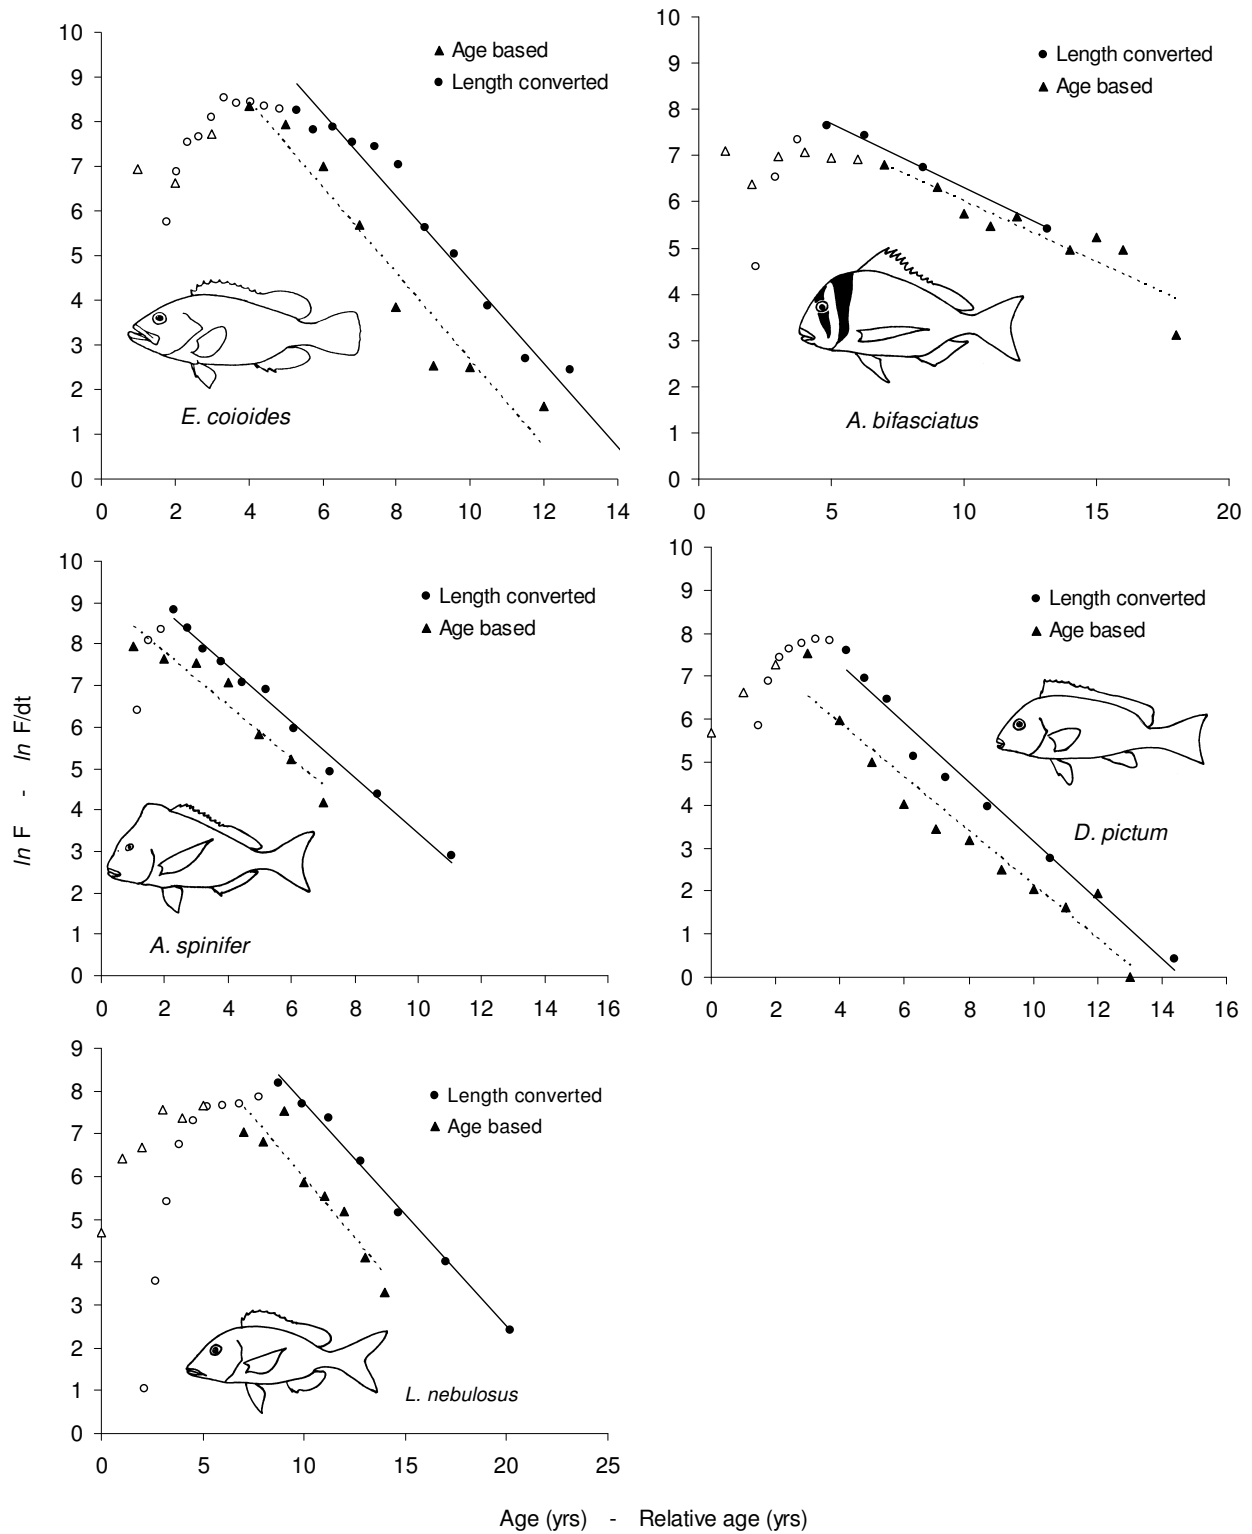 10
9
8
7
6
5
4
3
2
1
0
0 2 4 6 8 10 12 14
Age based
Length converted
E. coioides
10
9
8
7
6
5
4
3
2
1
0
0 5 10 15 20
Length converted
Age based
A. bifasciatus
10
9
8
7
6
5
4
3
2
1
0
0 2 4 6 8 10 12 14 16
Length converted
Age based
A. spinifer
10
9
8
7
6
5
4
3
2
1
0
0 2 4 6 8 10 12 14 16
Length converted
Age based
D. pictum
9
8
7
6
5
4
3
2
1
0
0 5 10 15 20 25
Length converted
Age based
L. nebulosus
ln F - ln F/dt
Age (yrs) - Relative age (yrs)